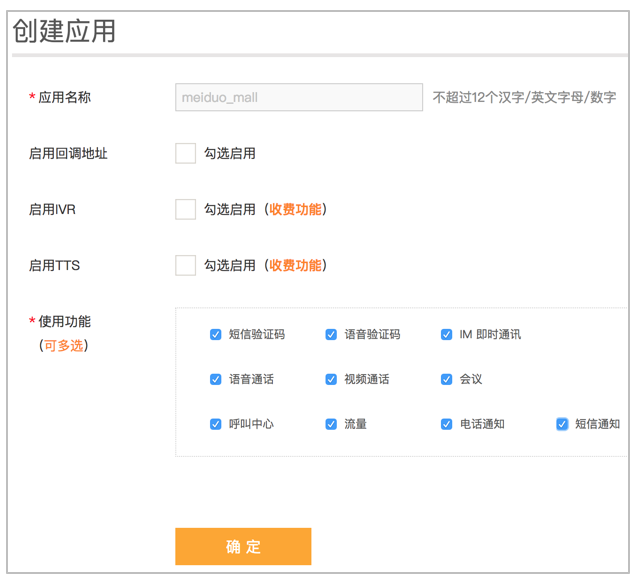 创建应用
* 应用名称 meiduo_mall 不超过12个汉字/英文字母/数字
启用回调地址 勾选启用
启用IVR 勾选启用（收费功能）
启用TTS 勾选启用（收费功能）
* 使用功能
（可多选）
短信验证码 语音验证码 IM 即时通讯
语音通话 视频通话 会议
呼叫中心 流量 电话通知 短信通知
确 定